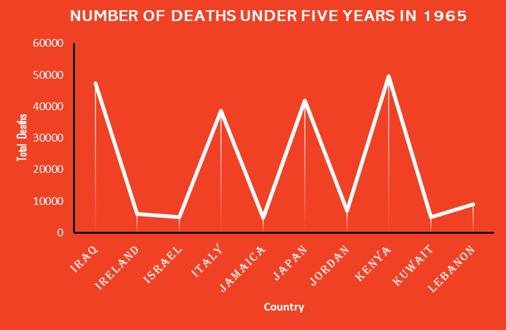 NUMBER OF DEATHS UNDER FIVE YEARS IN 1965
60000
50000
40000
30000
20000
10000
0
Total Deaths
IRAQ
IRELAND
ISRAEL
ITALY
JAMAICA
JAPAN
JORDAN
KENYA
KUWAIT
LEBANON
Country